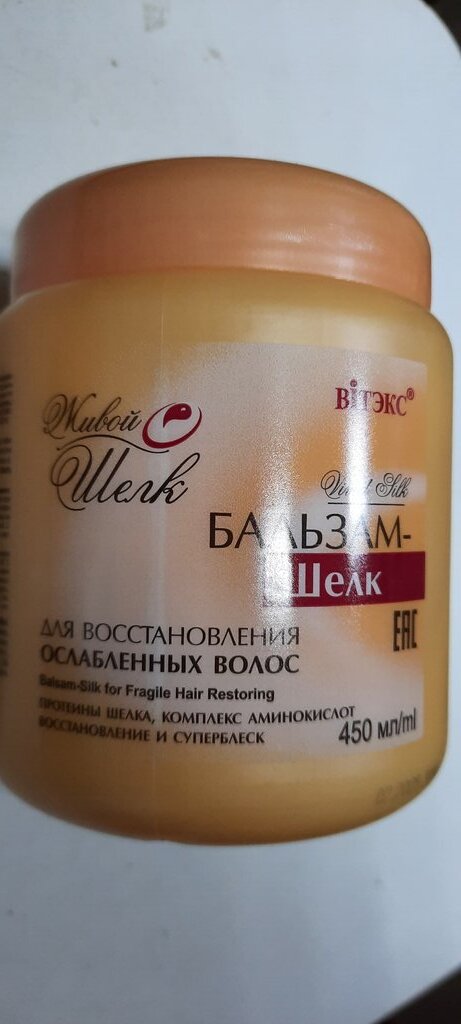 Живой
Шелк
ВІТЭКС®
Vivid Silk
БАЛЬЗАМ-
Шелк
ДЛЯ ВОССТАНОВЛЕНИЯ
ОСЛАБЛЕННЫХ ВОЛОС
Balsam-Silk for Fragile Hair Restoring
ПРОТЕИНЫ ШЕЛКА, КОМПЛЕКС АМИНОКИСЛОТ
ВОССТАНОВЛЕНИЕ И СУПЕРБЛЕСК
EAC
450 мл/ml